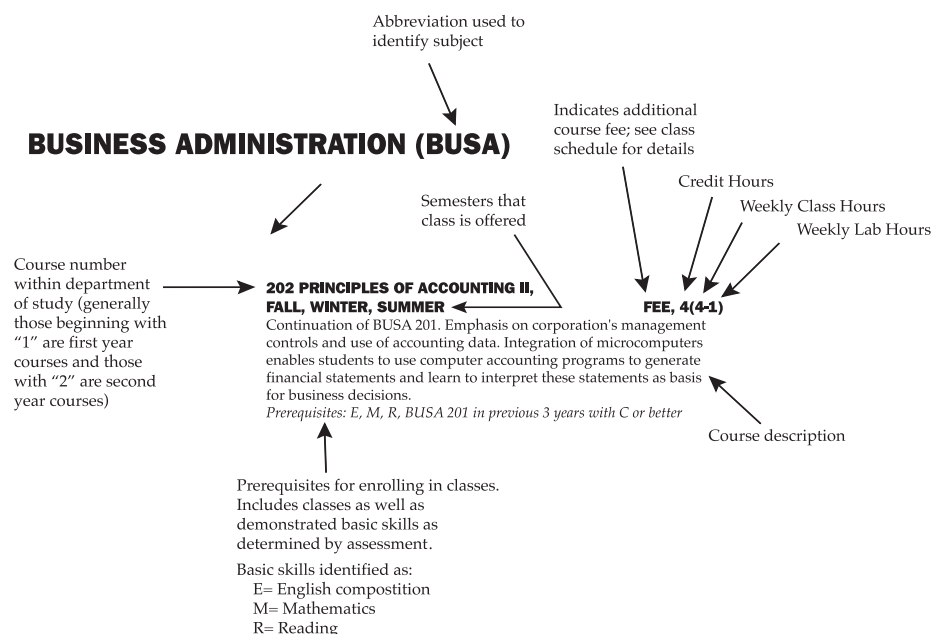 Abbreviation used to
identify subject
BUSINESS ADMINISTRATION (BUSA)
Indicates additional
course fee; see class
schedule for details
Credit Hours
Weekly Class Hours
Weekly Lab Hours
Semesters that
class is offered
Course number
within department
of study (generally
those beginning with
“1” are first year
courses and those
with “2” are second
year courses)
202 PRINCIPLES OF ACCOUNTING II,
FALL, WINTER, SUMMER FEE, 4(4-1)
Continuation of BUSA 201. Emphasis on corporation's management
controls and use of accounting data. Integration of microcomputers
enables students to use computer accounting programs to generate
financial statements and learn to interpret these statements as basis
for business decisions.
Prerequisites: E, M, R, BUSA 201 in previous 3 years with C or better
Course description
Prerequisites for enrolling in classes.
Includes classes as well as
demonstrated basic skills as
determined by assessment.
Basic skills identified as:
E= English compostition
M= Mathematics
R= Reading